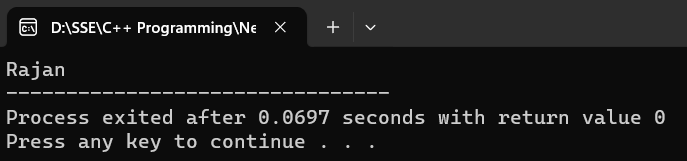 D:\SSE\C++ Programming\Ne
Rajan
--------------------------------
Process exited after 0.0697 seconds with return value 0
Press any key to continue . . .